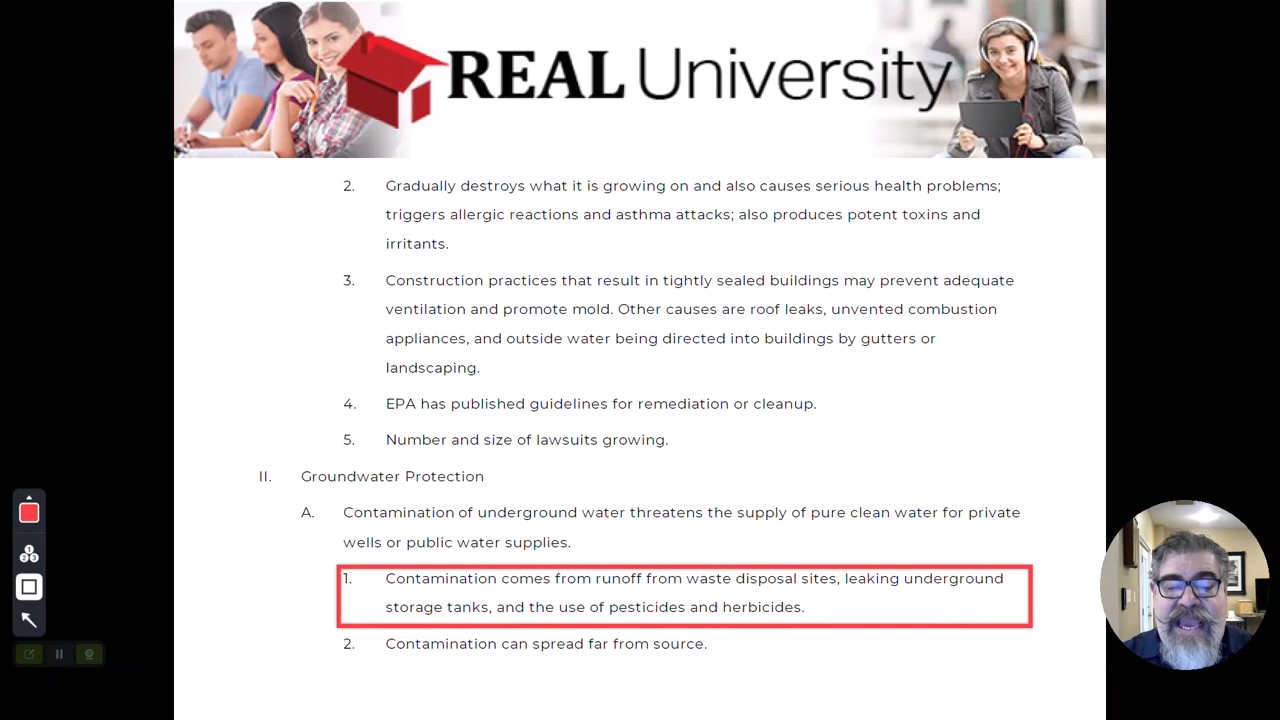 REAL University
2. Gradually destroys what it is growing on and also causes serious health problems;
triggers allergic reactions and asthma attacks; also produces potent toxins and
irritants.
3. Construction practices that result in tightly sealed buildings may prevent adequate
ventilation and promote mold. Other causes are roof leaks, unvented combustion
appliances, and outside water being directed into buildings by gutters or
landscaping.
4. EPA has published guidelines for remediation or cleanup.
5. Number and size of lawsuits growing.
II. Groundwater Protection
A. Contamination of underground water threatens the supply of pure clean water for private
wells or public water supplies.
1. Contamination comes from runoff from waste disposal sites, leaking underground
storage tanks, and the use of pesticides and herbicides.
2. Contamination can spread far from source.